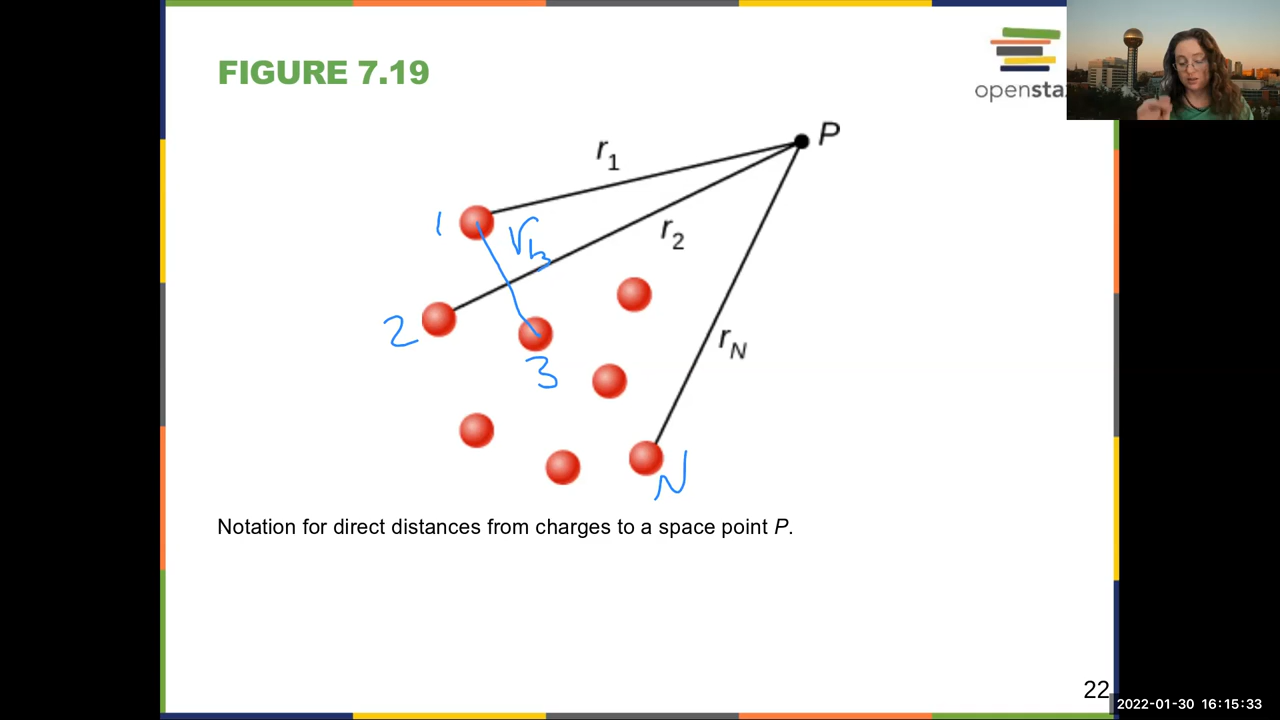 FIGURE 7.19
openstax
P
r1
r2
rN
1
r13
2
3
N
Notation for direct distances from charges to a space point P.
22
2022-01-30 16:15:33